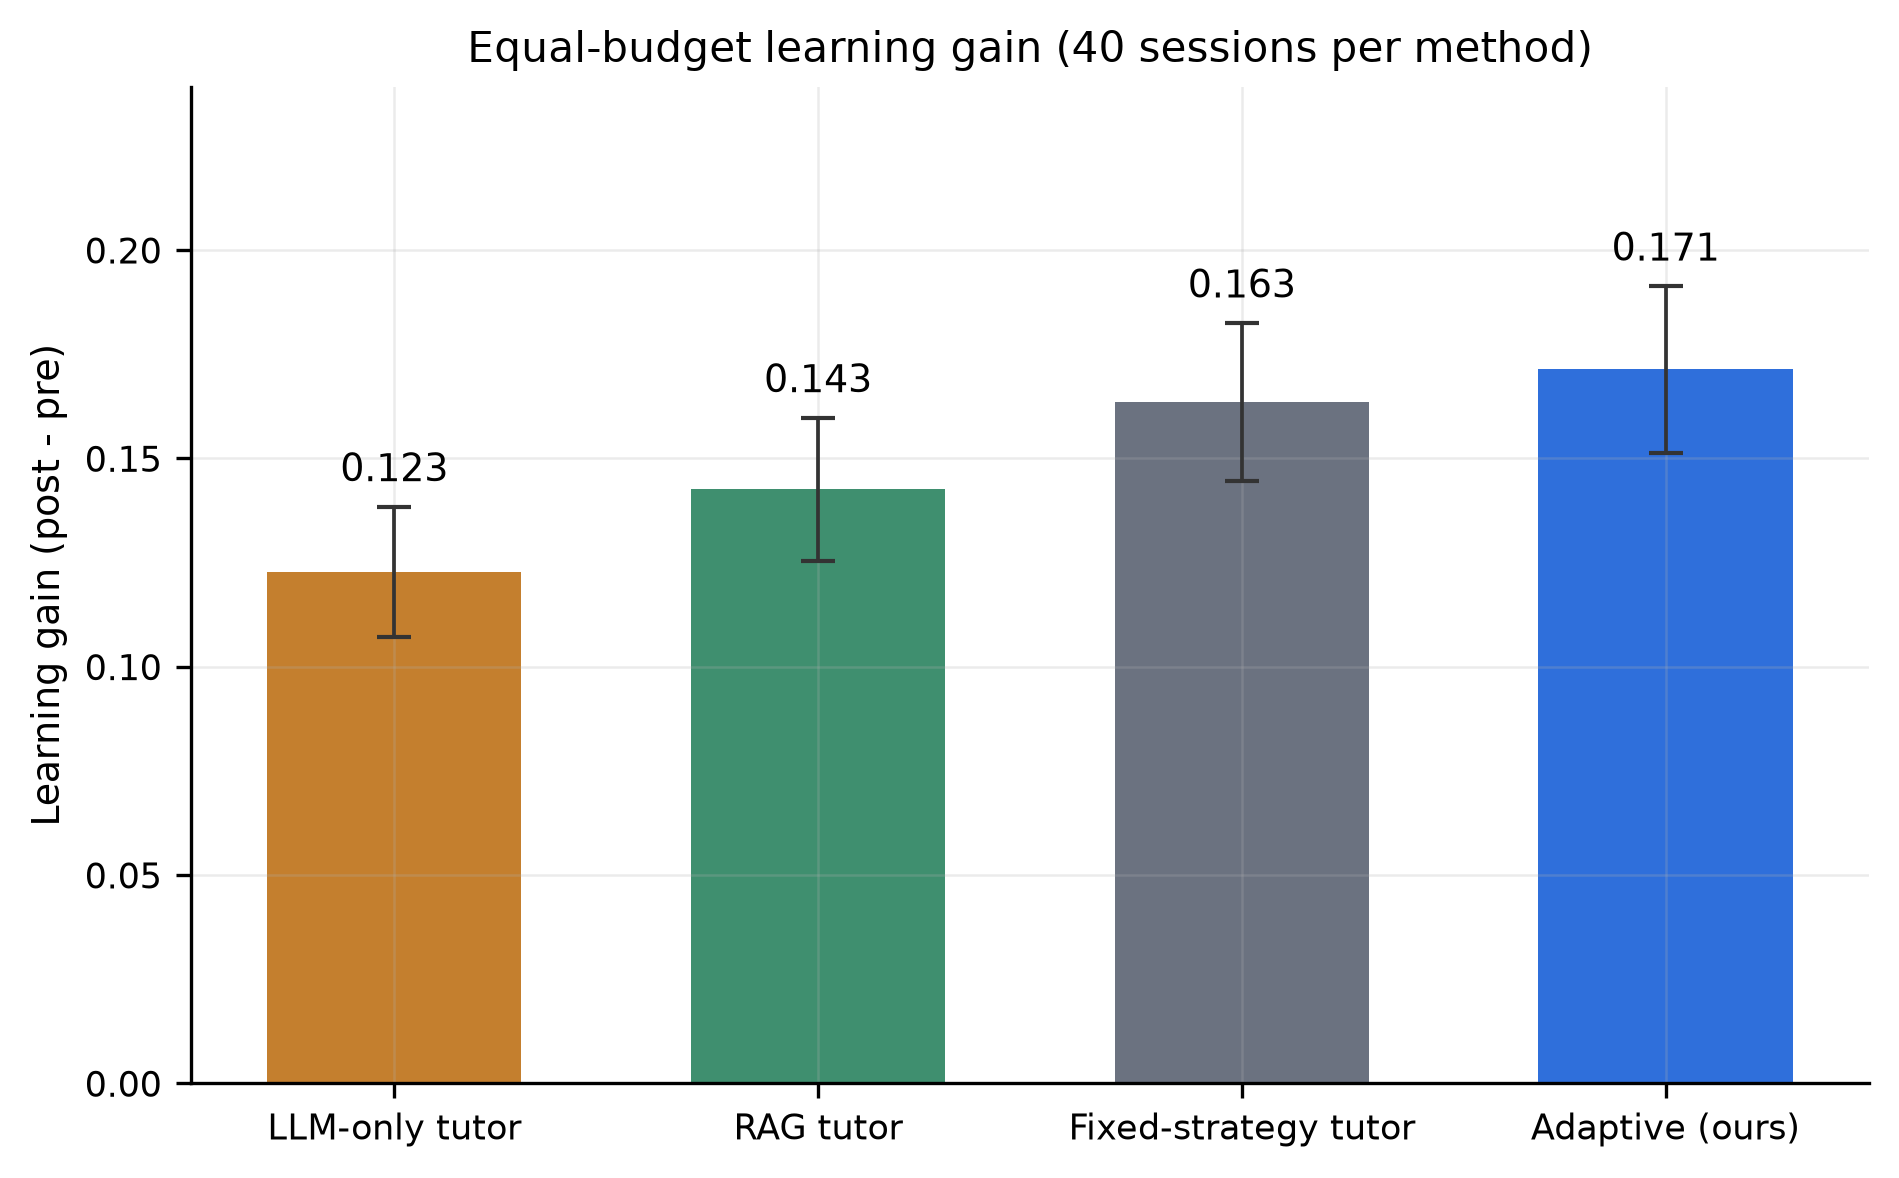 Equal-budget learning gain (40 sessions per method)
Learning gain (post - pre)
0.20
0.15
0.10
0.05
0.00
0.123
0.143
0.163
0.171
LLM-only tutor
RAG tutor
Fixed-strategy tutor
Adaptive (ours)